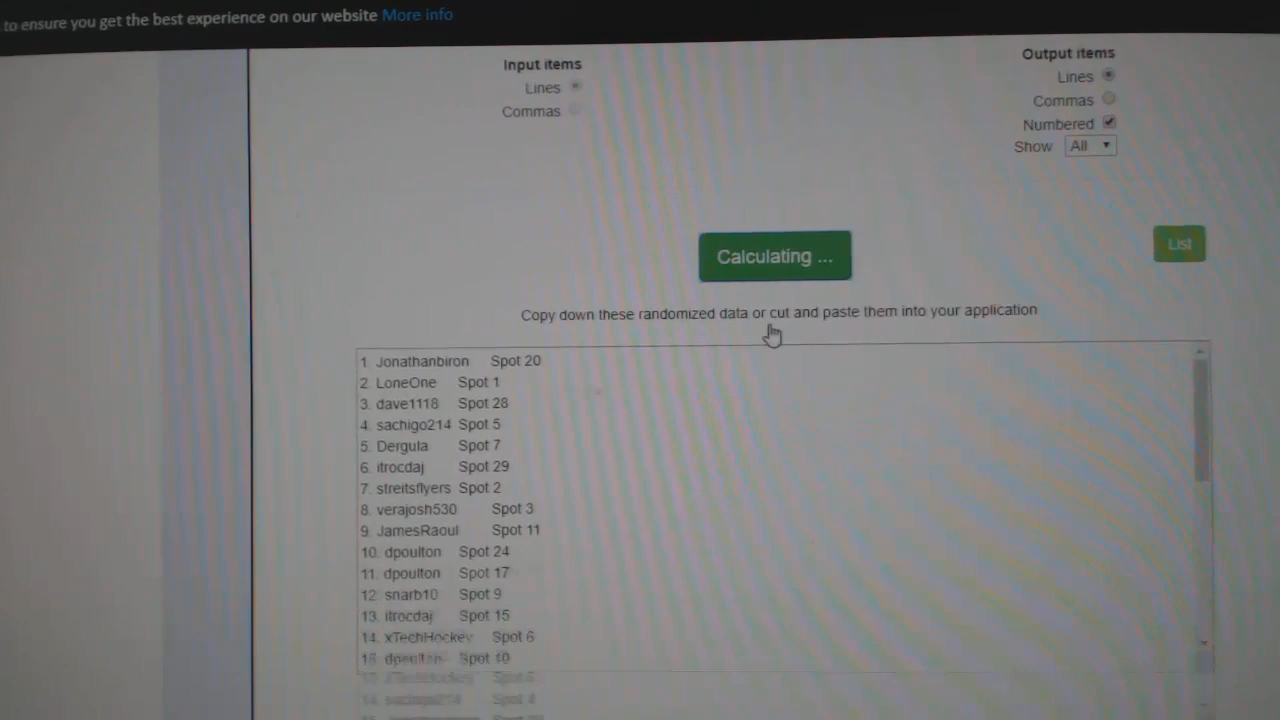 to ensure you get the best experience on our website More info
Input items
Lines
Commas
Output items
Lines
Commas
Numbered
Show All
Calculating ...
List
Copy down these randomized data or cut and paste them into your application
1. Jonathanbiron Spot 20
2. LoneOne Spot 1
3. dave1118 Spot 28
4. sachigo214 Spot 5
5. Dergula Spot 7
6. itrocdaj Spot 29
7. streitsflyers Spot 2
8. verajosh530 Spot 3
9. JamesRaoul Spot 11
10. dpoulton Spot 24
11. dpoulton Spot 17
12. snarb10 Spot 9
13. itrocdaj Spot 15
14. xTechHockey Spot 6
dpoulton Spot 10